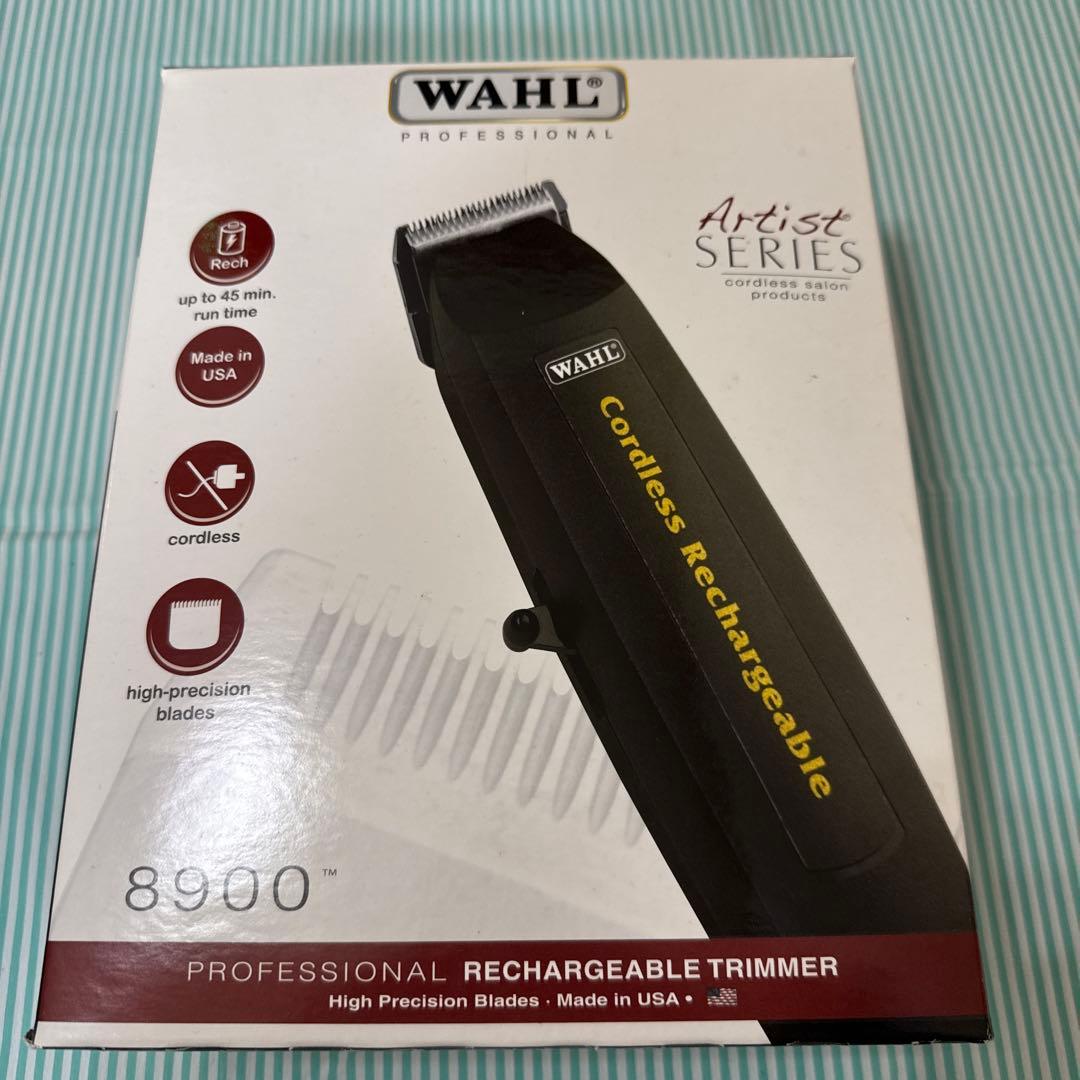 WAHL®
PROFESSIONAL
Artist®
SERIES
cordless salon
products
Rech
up to 45 min.
run time
Made in
USA
cordless
high-precision
blades
WAHL®
Cordless Rechargeable
8900™
PROFESSIONAL RECHARGEABLE TRIMMER
High Precision Blades · Made in USA •